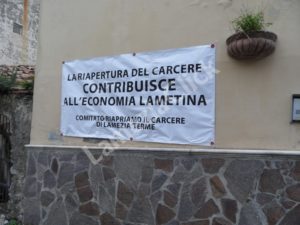 LA RIAPERTURA DEL CARCERE
CONTRIBUISCE
ALL'ECONOMIA LAMETINA
COMITATO RIAPRIAMO IL CARCERE
DI LAMEZIA TERME